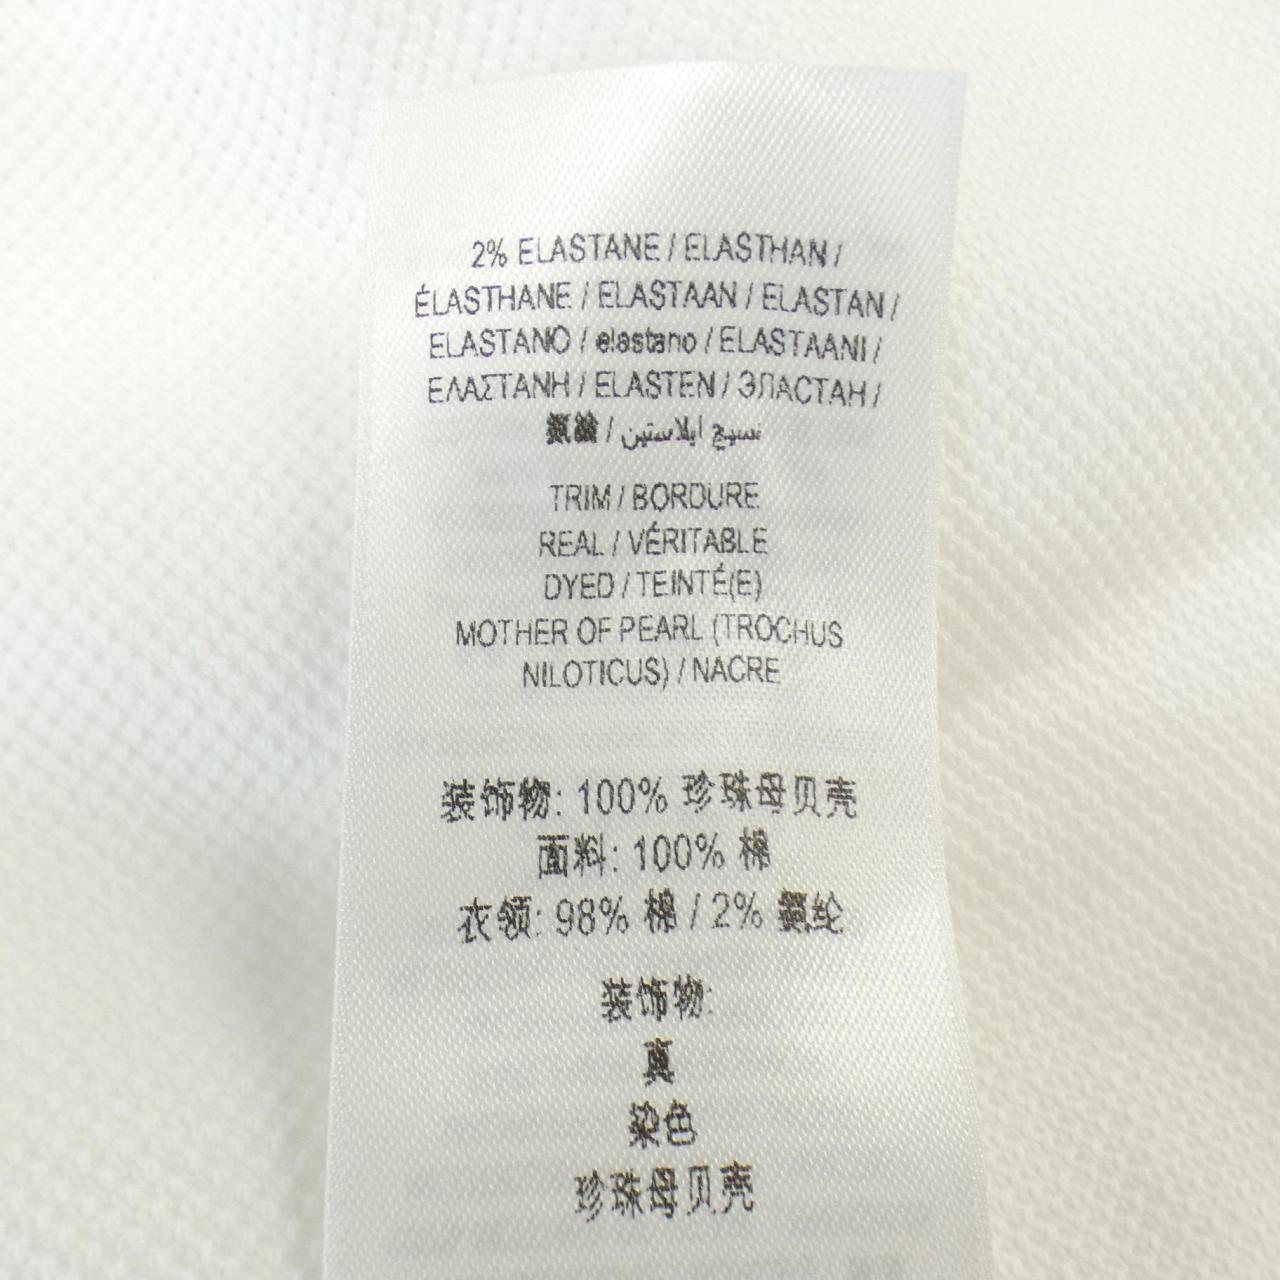 2% ELASTANE / ELASTHAN /
ÉLASTHANE / ELASTAAN / ELASTAN /
ELASTANO / elastano / ELASTAANI /
ΕΛΑΣΤΑΝΗ / ELASTEN / ЭЛАСТАН /
氨綸 / نسيج ايلاستين
TRIM / BORDURE
REAL / VÉRITABLE
DYED / TEINTÉ(E)
MOTHER OF PEARL (TROCHUS
NILOTICUS) / NACRE
装饰物: 100% 珍珠母贝壳
面料: 100% 棉
衣领: 98% 棉 / 2% 氨纶
装饰物:
真
染色
珍珠母贝壳